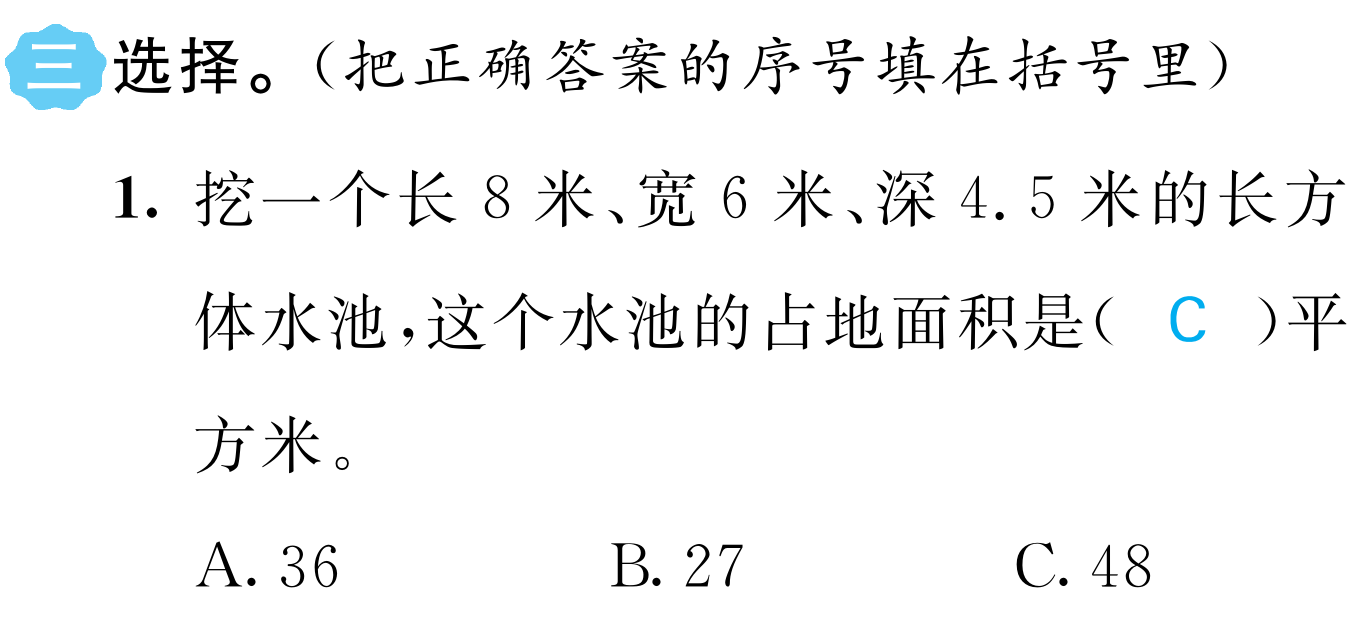 三 选择。(把正确答案的序号填在括号里)
1. 挖一个长 8 米、宽 6 米、深 4.5 米的长方
体水池,这个水池的占地面积是( C )平
方米。
A. 36 B. 27 C. 48